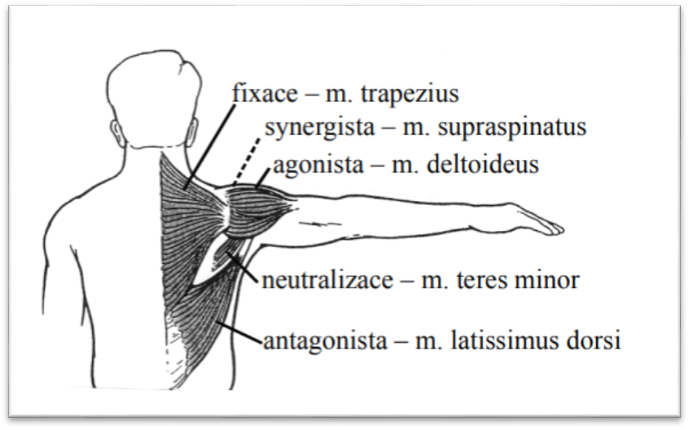 fixace – m. trapezius
synergista – m. supraspinatus
agonista – m. deltoideus
neutralizace – m. teres minor
antagonista – m. latissimus dorsi